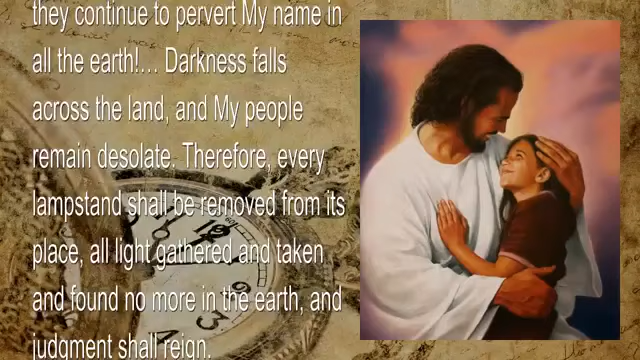 they continue to pervert My name in
all the earth!… Darkness falls
across the land, and My people
remain desolate. Therefore, every
lampstand shall be removed from its
place, all light gathered and taken
and found no more in the earth, and
judgment shall reign.